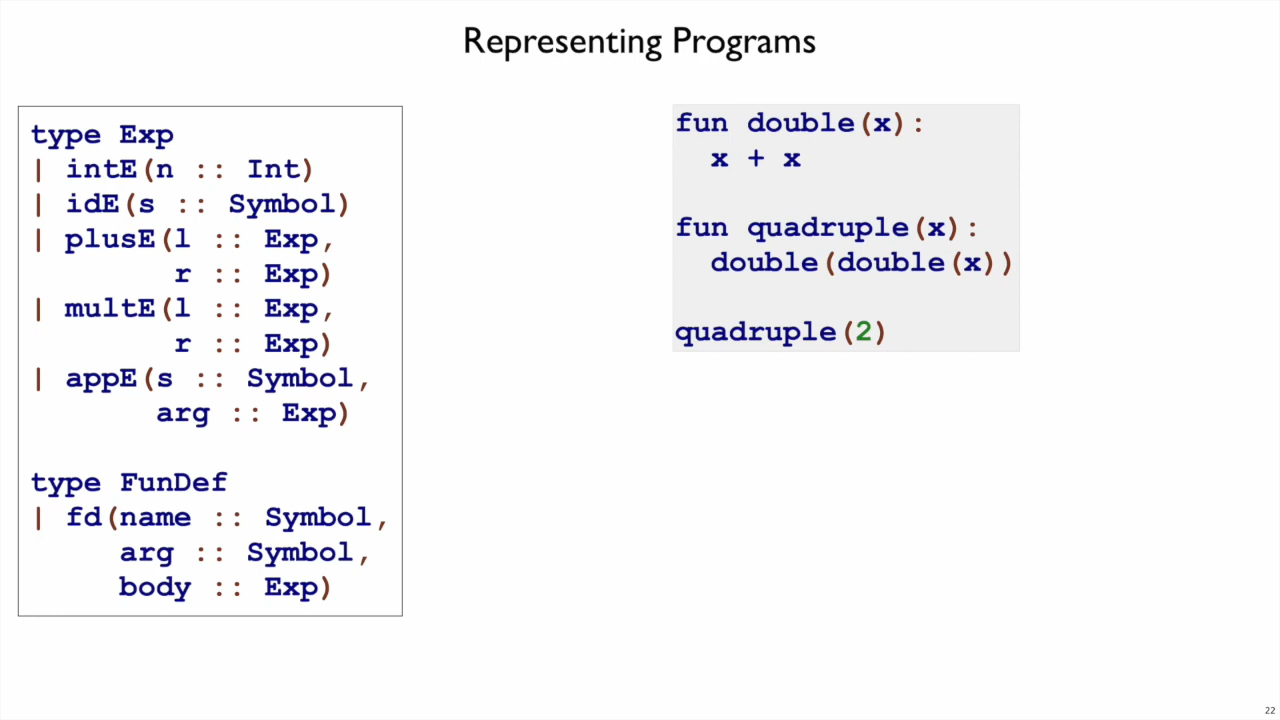 Representing Programs
type Exp
| intE(n :: Int)
| idE(s :: Symbol)
| plusE(l :: Exp,
r :: Exp)
| multE(l :: Exp,
r :: Exp)
| appE(s :: Symbol,
arg :: Exp)
type FunDef
| fd(name :: Symbol,
arg :: Symbol,
body :: Exp)
fun double(x):
x + x
fun quadruple(x):
double(double(x))
quadruple(2)
22